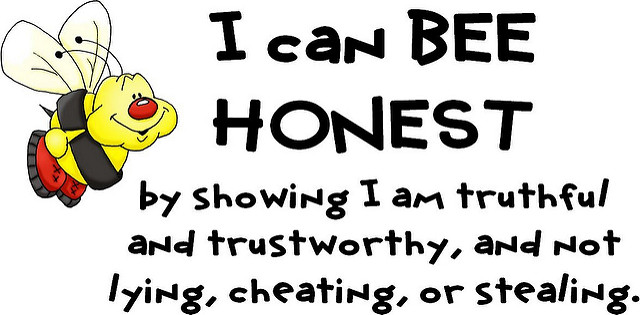 I can BEE
HONEST
by showing I am truthful
and trustworthy, and not
lying, cheating, or stealing.